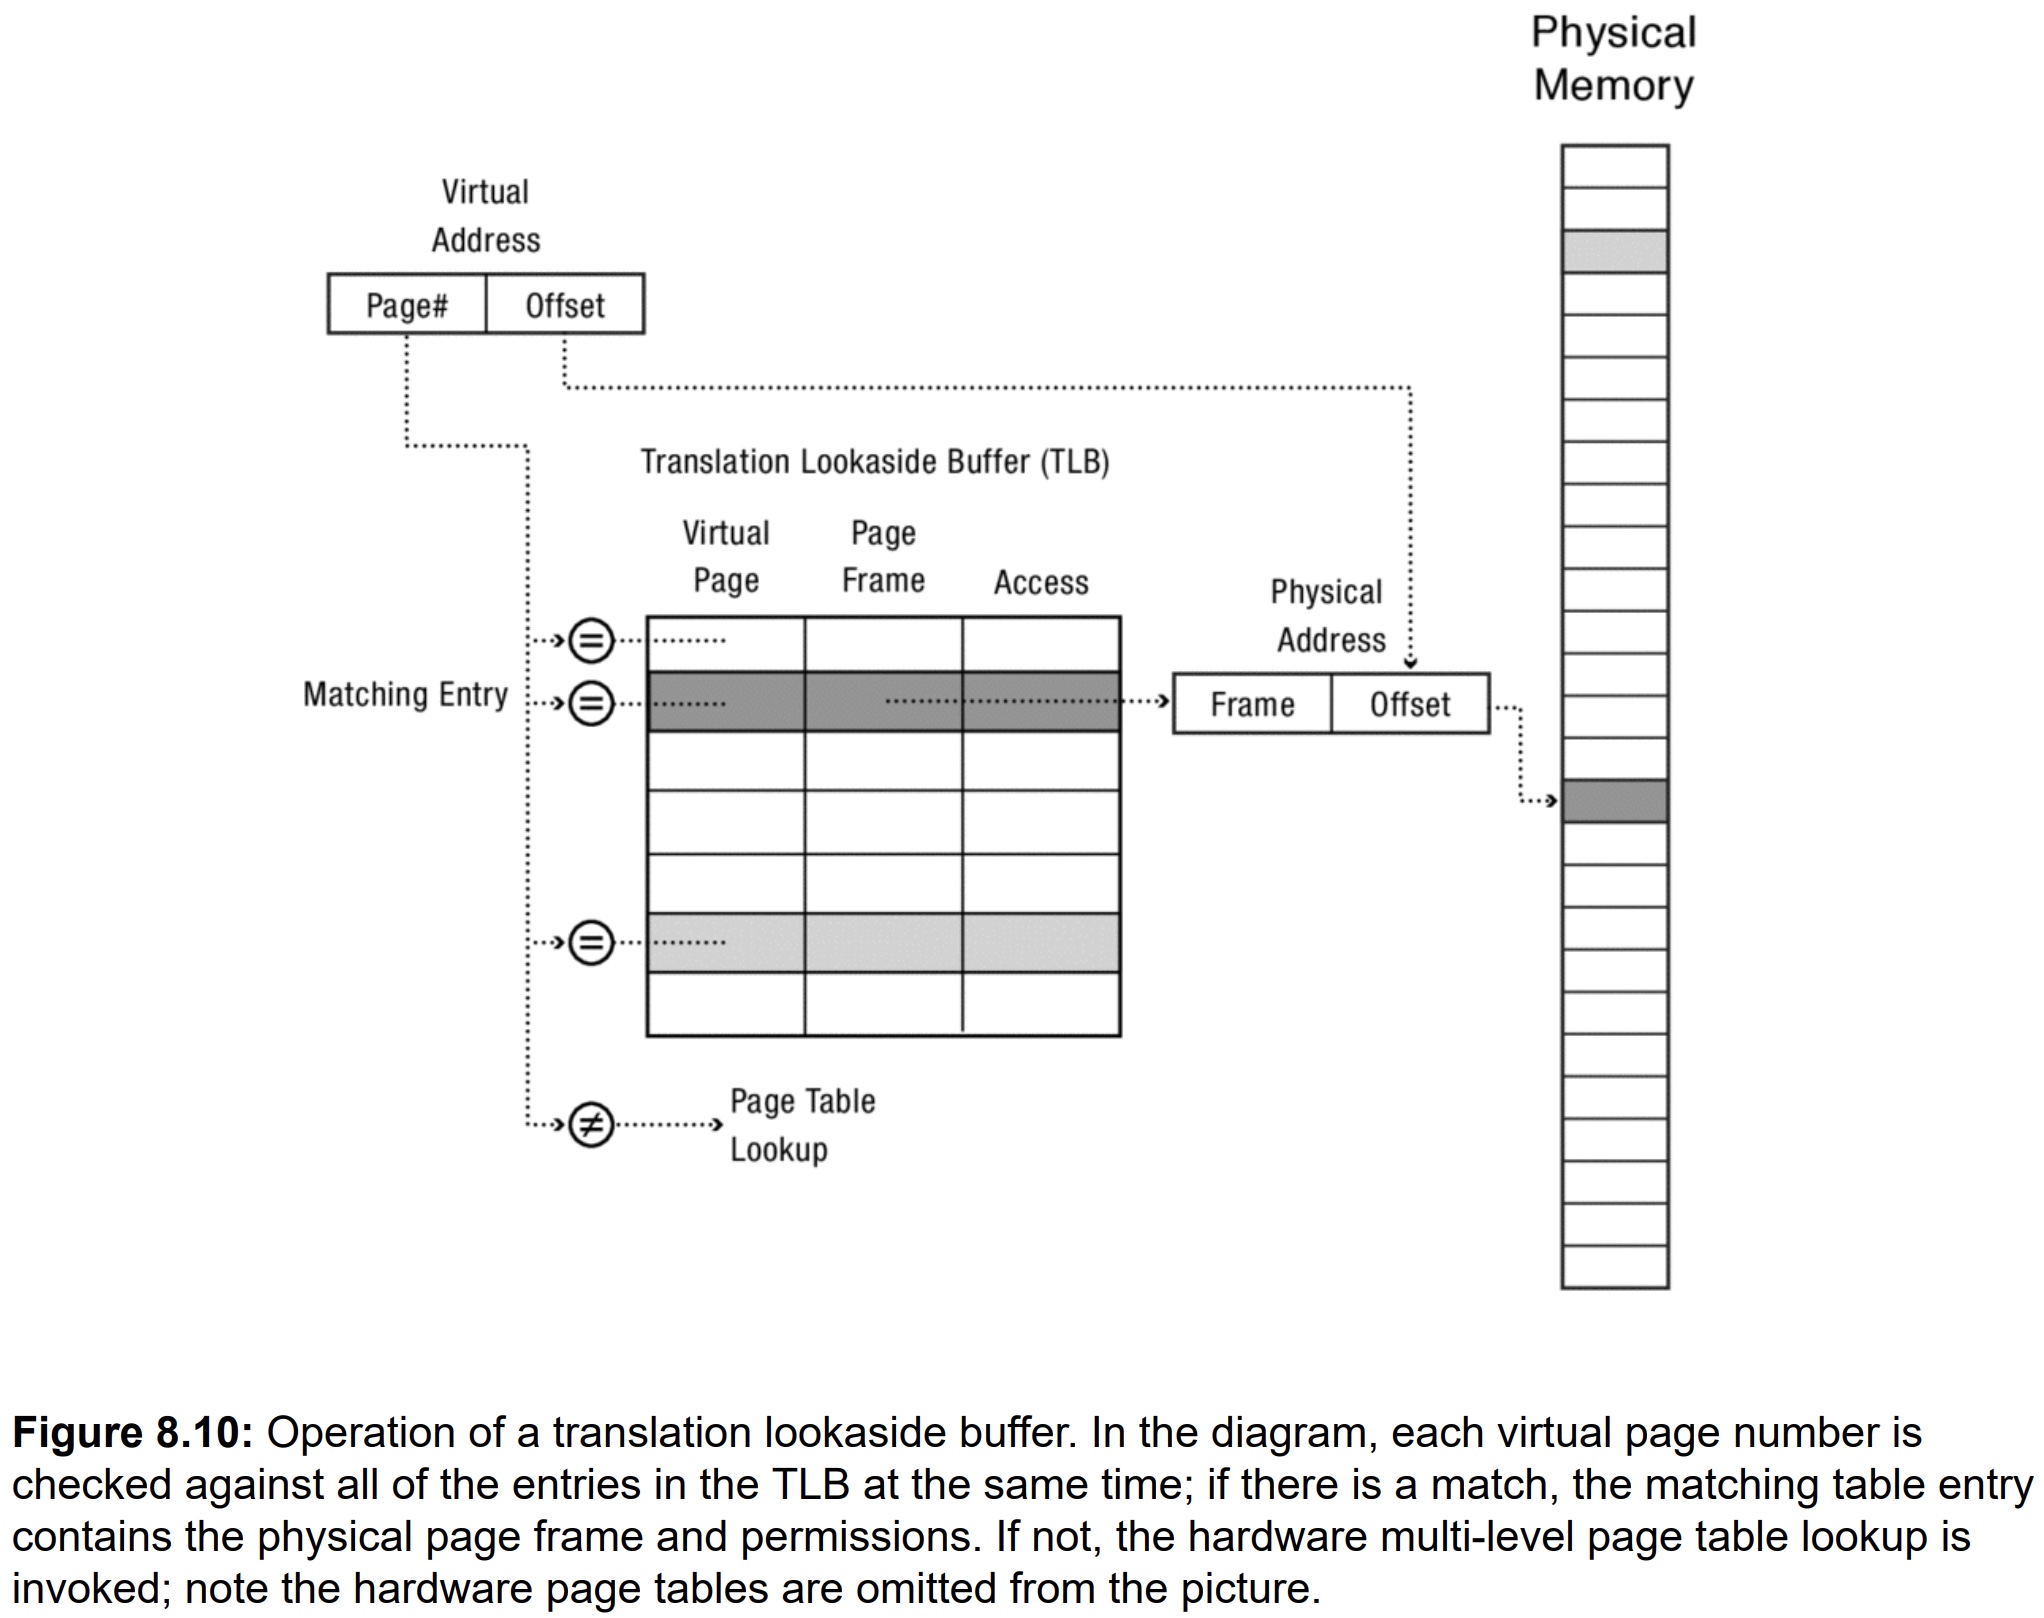 Physical
Memory
Virtual
Address
Page#
Offset
Translation Lookaside Buffer (TLB)
Virtual
Page
Page
Frame
Access
Physical
Address
=
Matching Entry
=
Frame
Offset
=
≠
Page Table
Lookup
Figure 8.10: Operation of a translation lookaside buffer. In the diagram, each virtual page number is
checked against all of the entries in the TLB at the same time; if there is a match, the matching table entry
contains the physical page frame and permissions. If not, the hardware multi-level page table lookup is
invoked; note the hardware page tables are omitted from the picture.